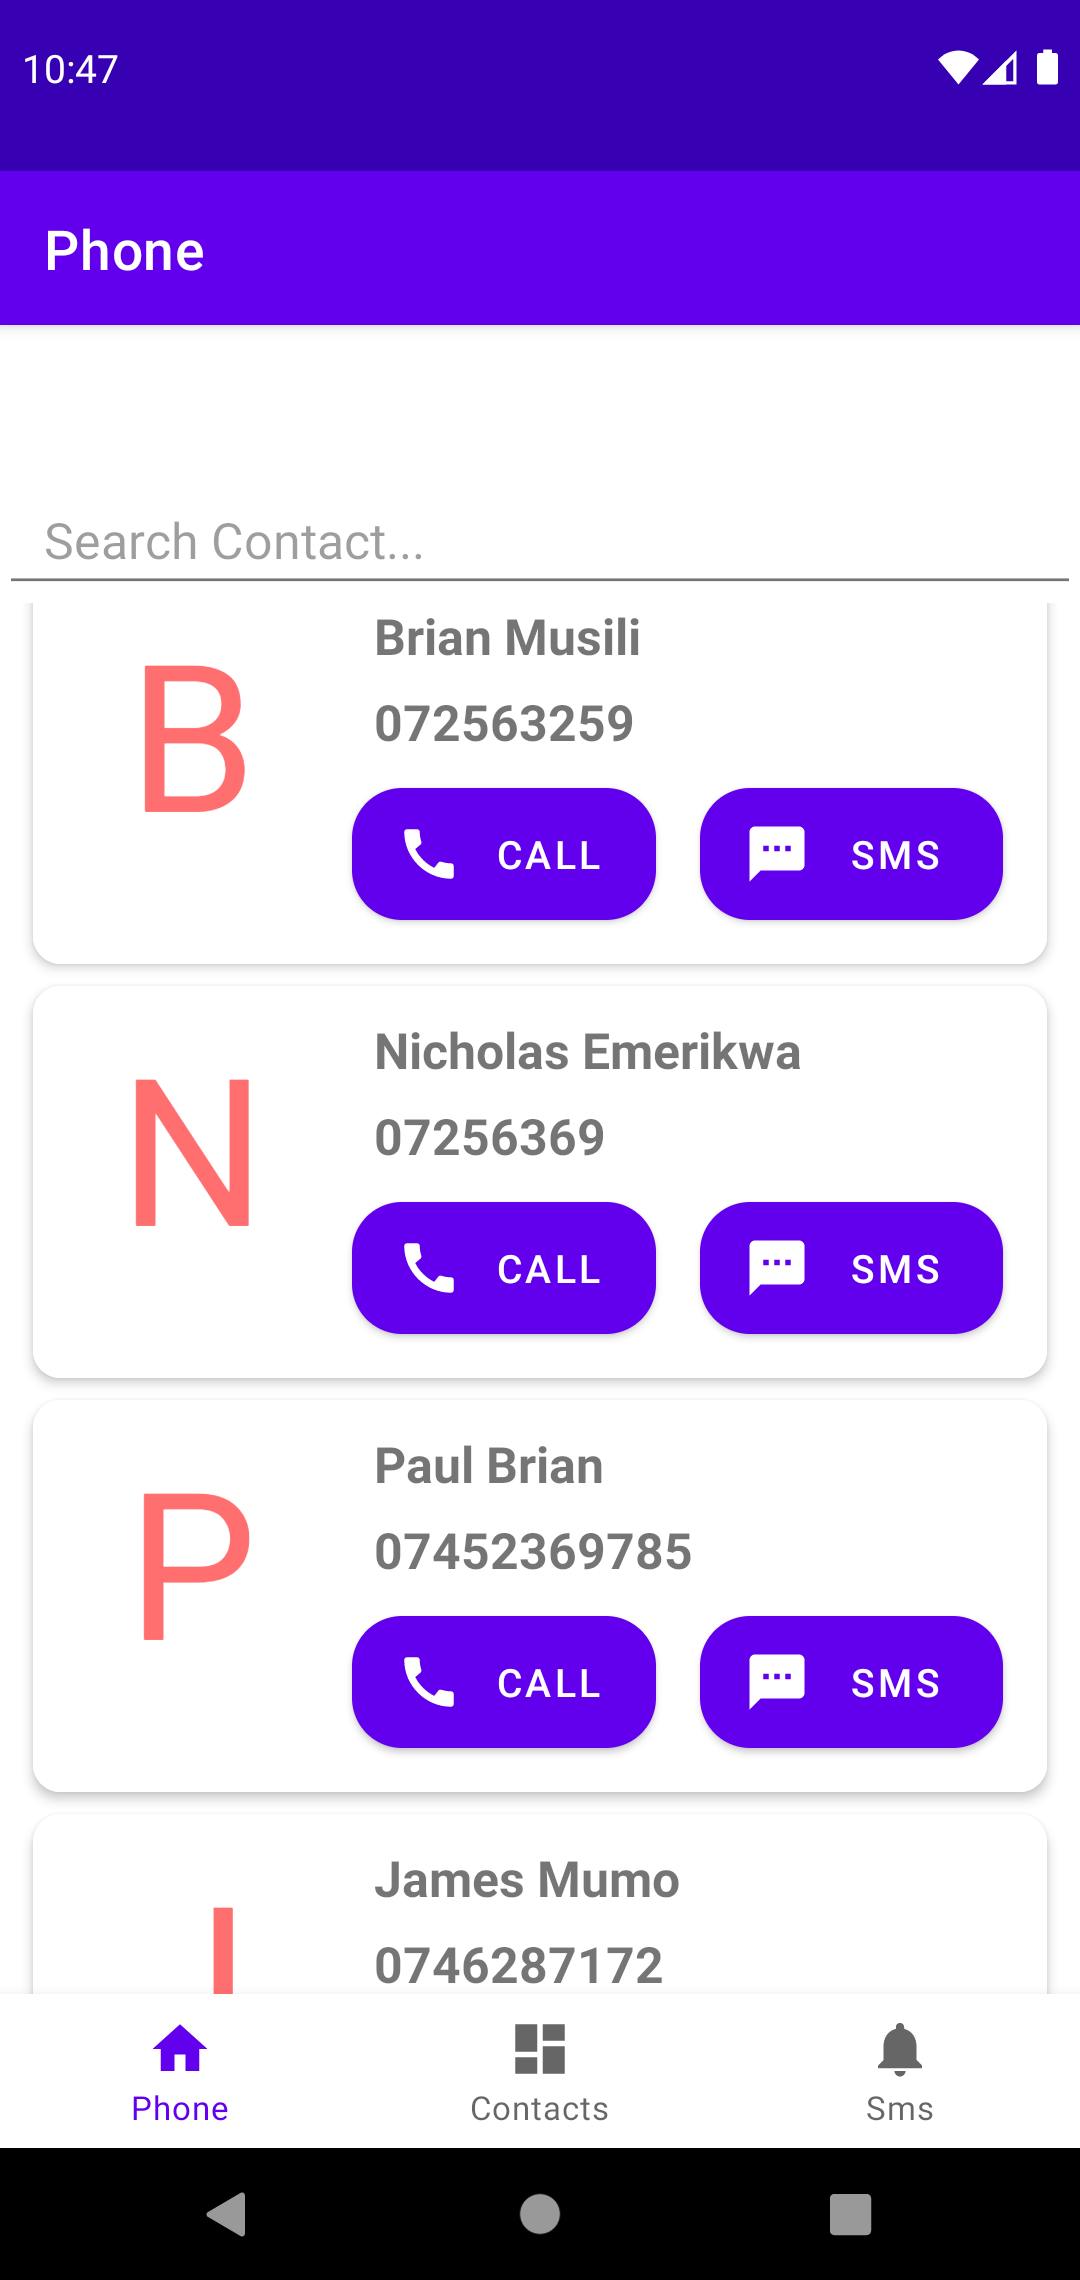 10:47
Phone
Search Contact...
B
Brian Musili
072563259
CALL SMS
N
Nicholas Emerikwa
07256369
CALL SMS
P
Paul Brian
07452369785
CALL SMS
James Mumo
0746287172
Phone Contacts Sms